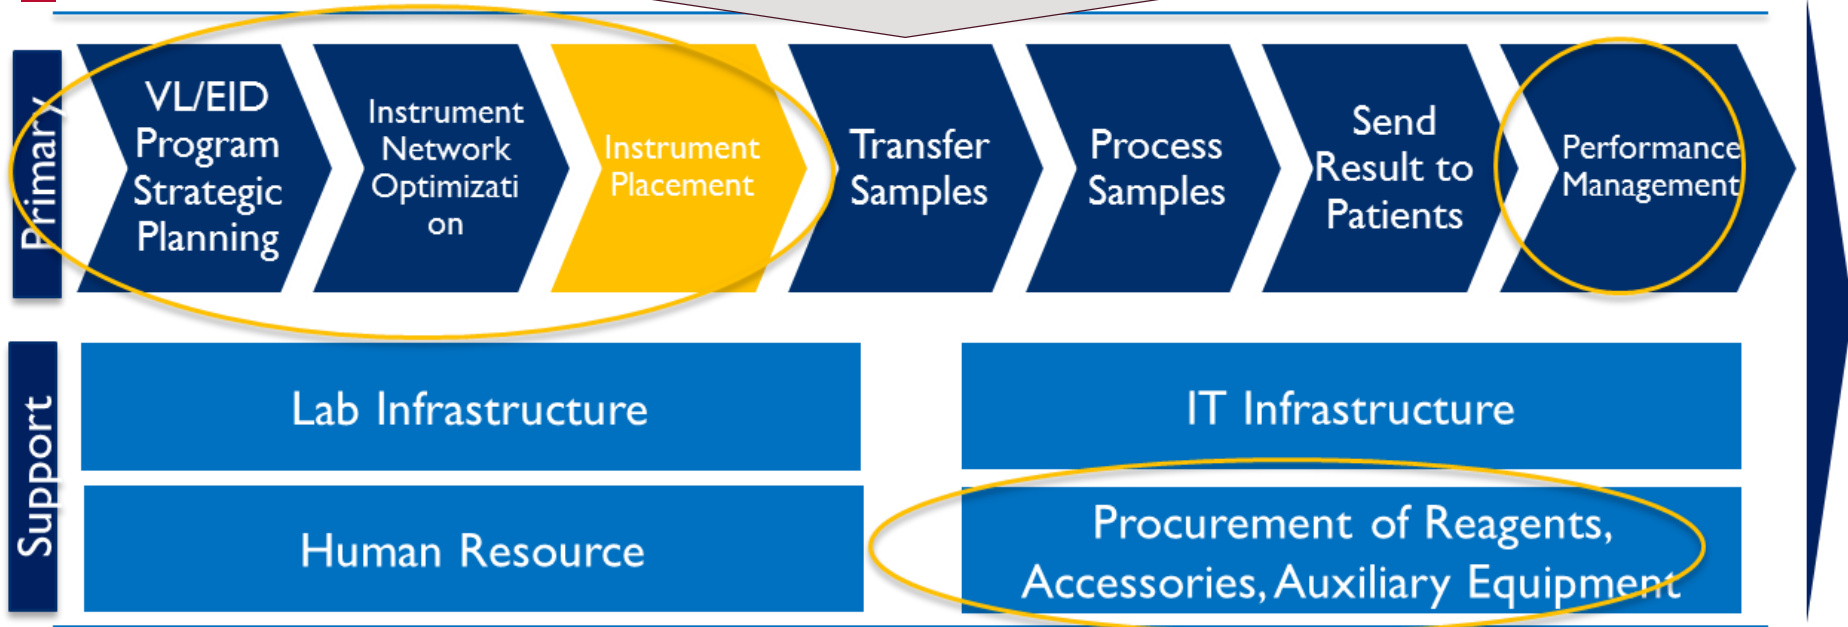 Primary
VL/EID
Program
Strategic
Planning
Instrument
Network
Optimizati
on
Instrument
Placement
Transfer
Samples
Process
Samples
Send
Result to
Patients
Performance
Management
Support
Lab Infrastructure
IT Infrastructure
Human Resource
Procurement of Reagents,
Accessories, Auxiliary Equipment